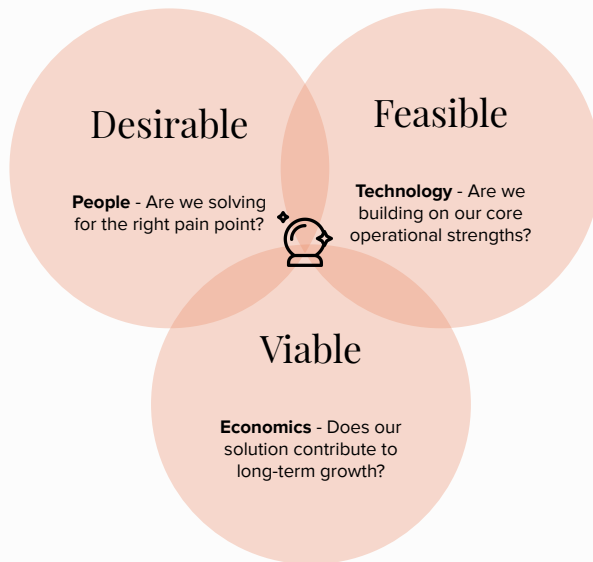 Desirable
People - Are we solving
for the right pain point?
Feasible
Technology - Are we
building on our core
operational strengths?
Viable
Economics - Does our
solution contribute to
long-term growth?